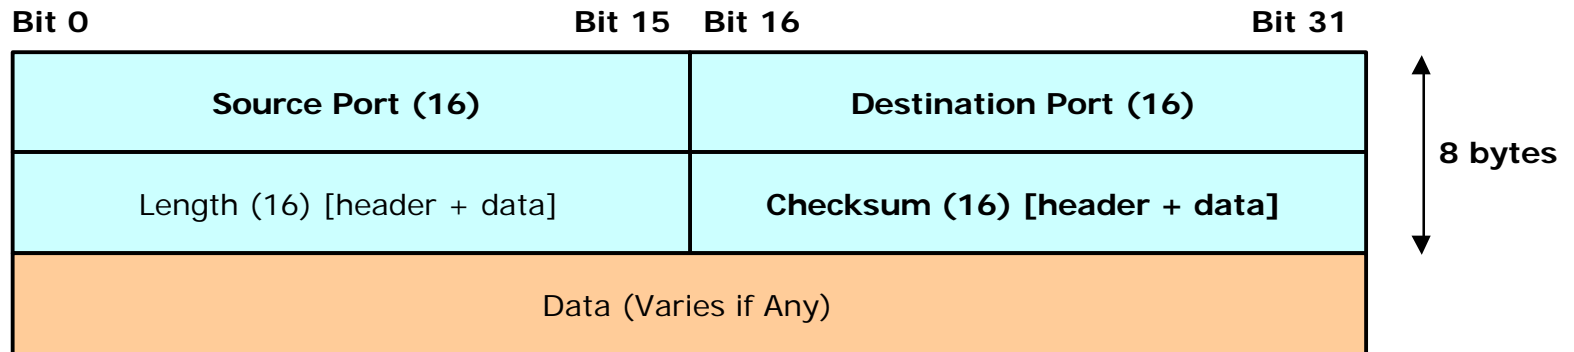 Bit 0 Bit 15 Bit 16 Bit 31
Source Port (16) Destination Port (16)
8 bytes
Length (16) [header + data] Checksum (16) [header + data]
Data (Varies if Any)